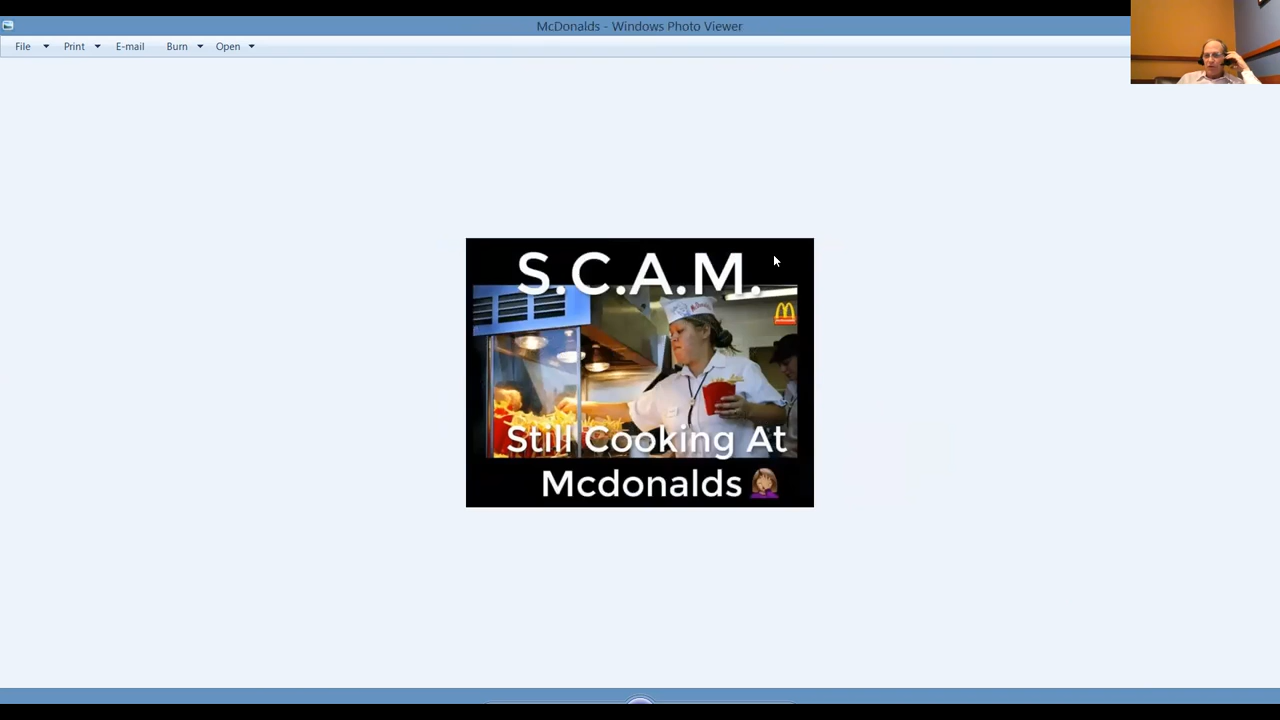 McDonalds - Windows Photo Viewer
File Print E-mail Burn Open
S.C.A.M.
Still Cooking At
Mcdonalds